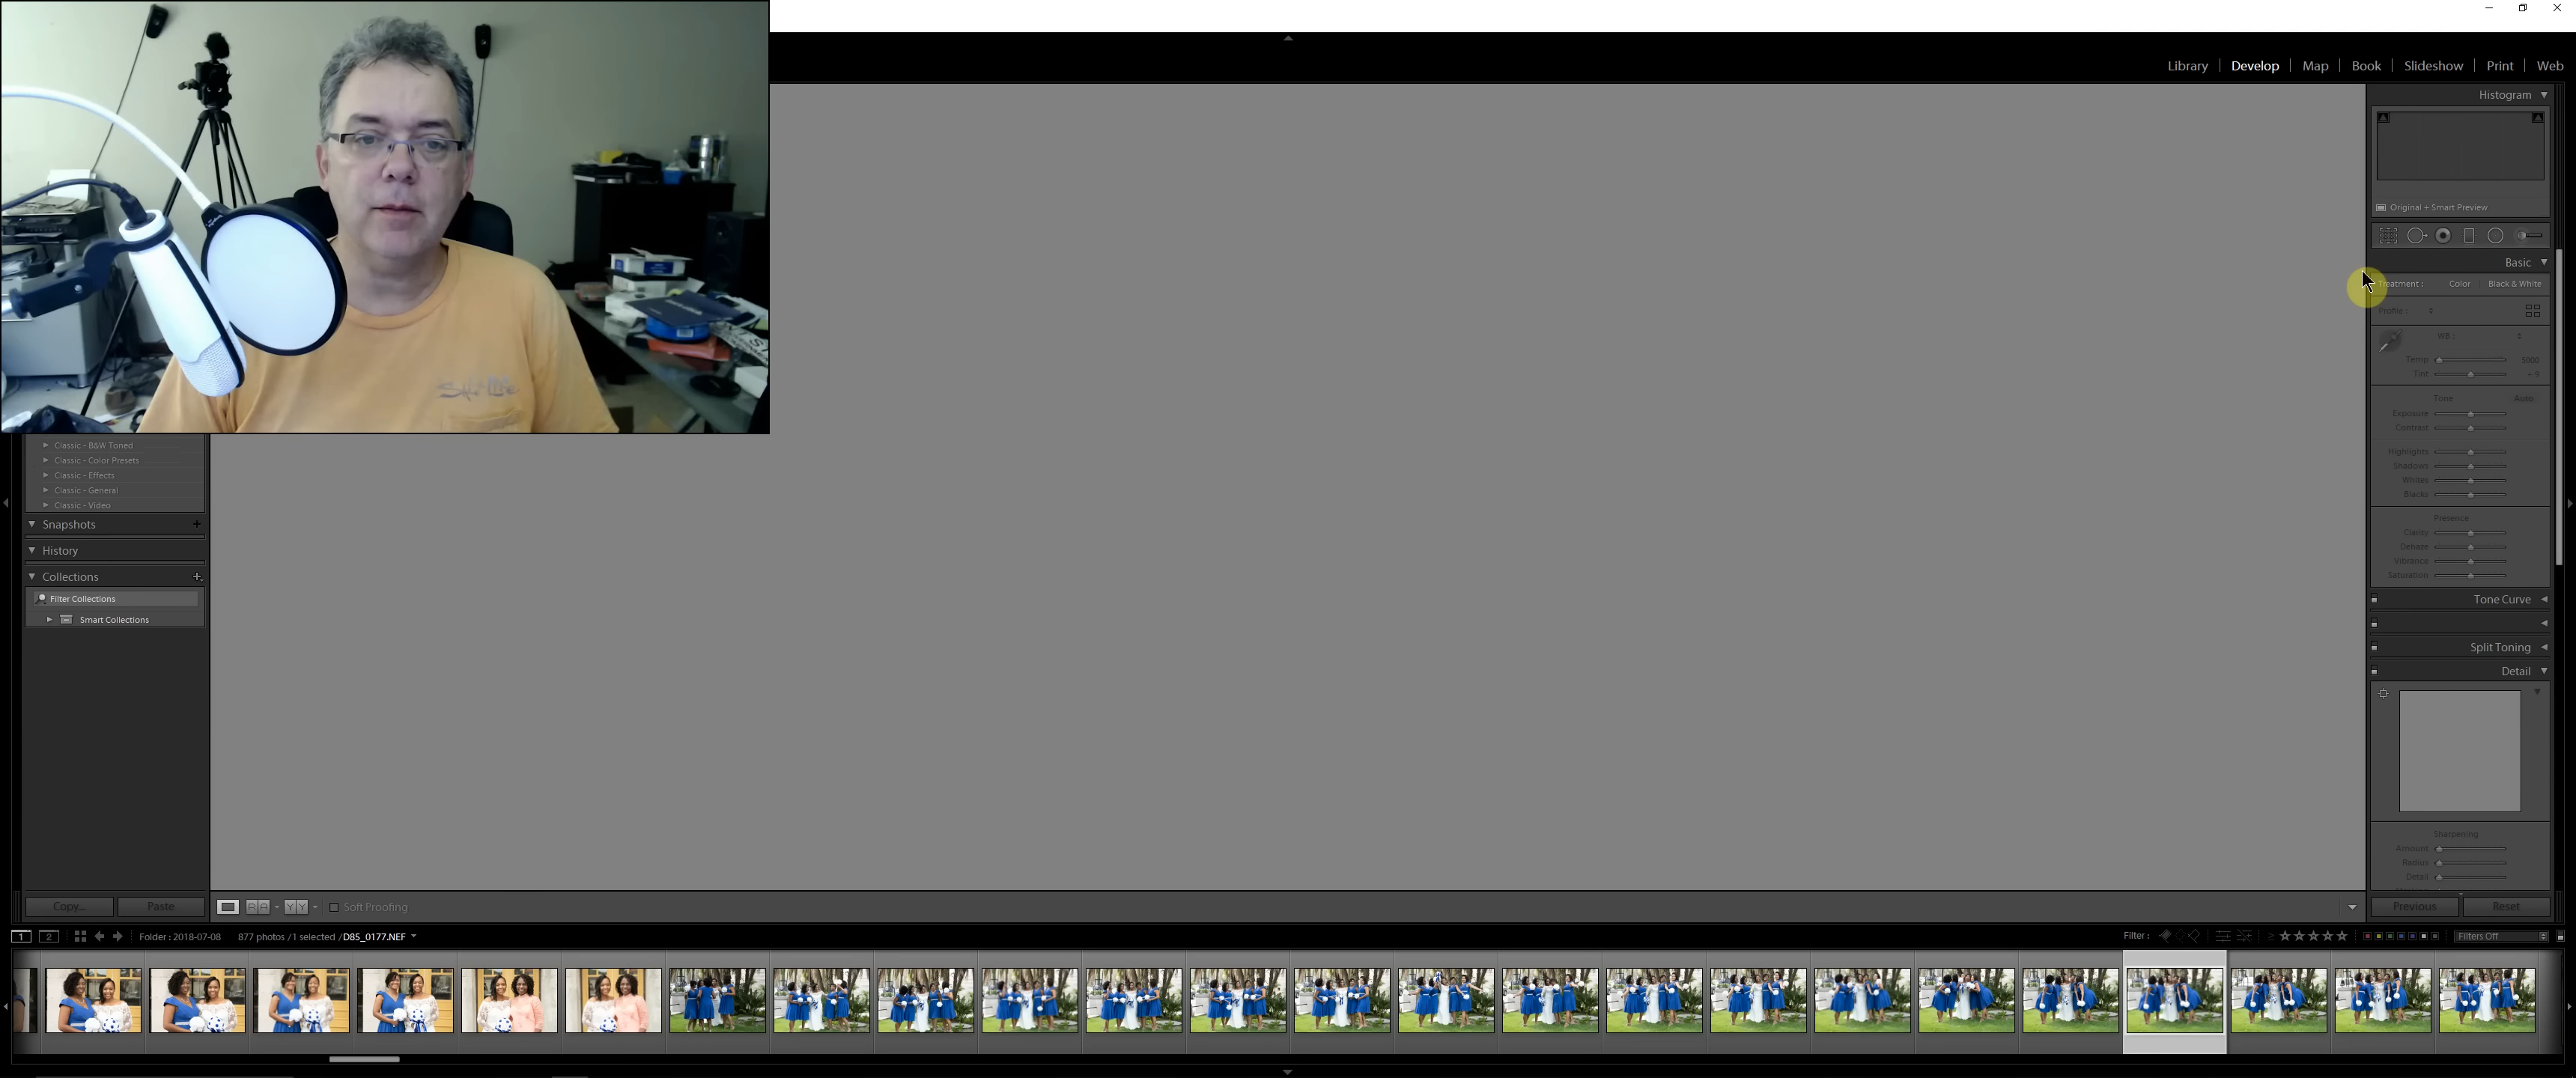 Library | Develop | Map | Book | Slideshow | Print | Web
Histogram
Original + Smart Preview
Basic
Treatment : Color Black & White
Profile :
WB :
Temp 5000
Tint + 9
Tone Auto
Exposure
Contrast
Highlights
Shadows
Whites
Blacks
Presence
Clarity
Dehaze
Vibrance
Saturation
Tone Curve
Split Toning
Detail
Sharpening
Amount
Radius
Detail
Previous Reset
Classic - B&W Toned
Classic - Color Presets
Classic - Effects
Classic - General
Classic - Video
Snapshots
History
Collections
Filter Collections
Smart Collections
Copy... Paste
Soft Proofing
1 2 Folder : 2018-07-08 877 photos / 1 selected / D85_0177.NEF
Filter : Filters Off